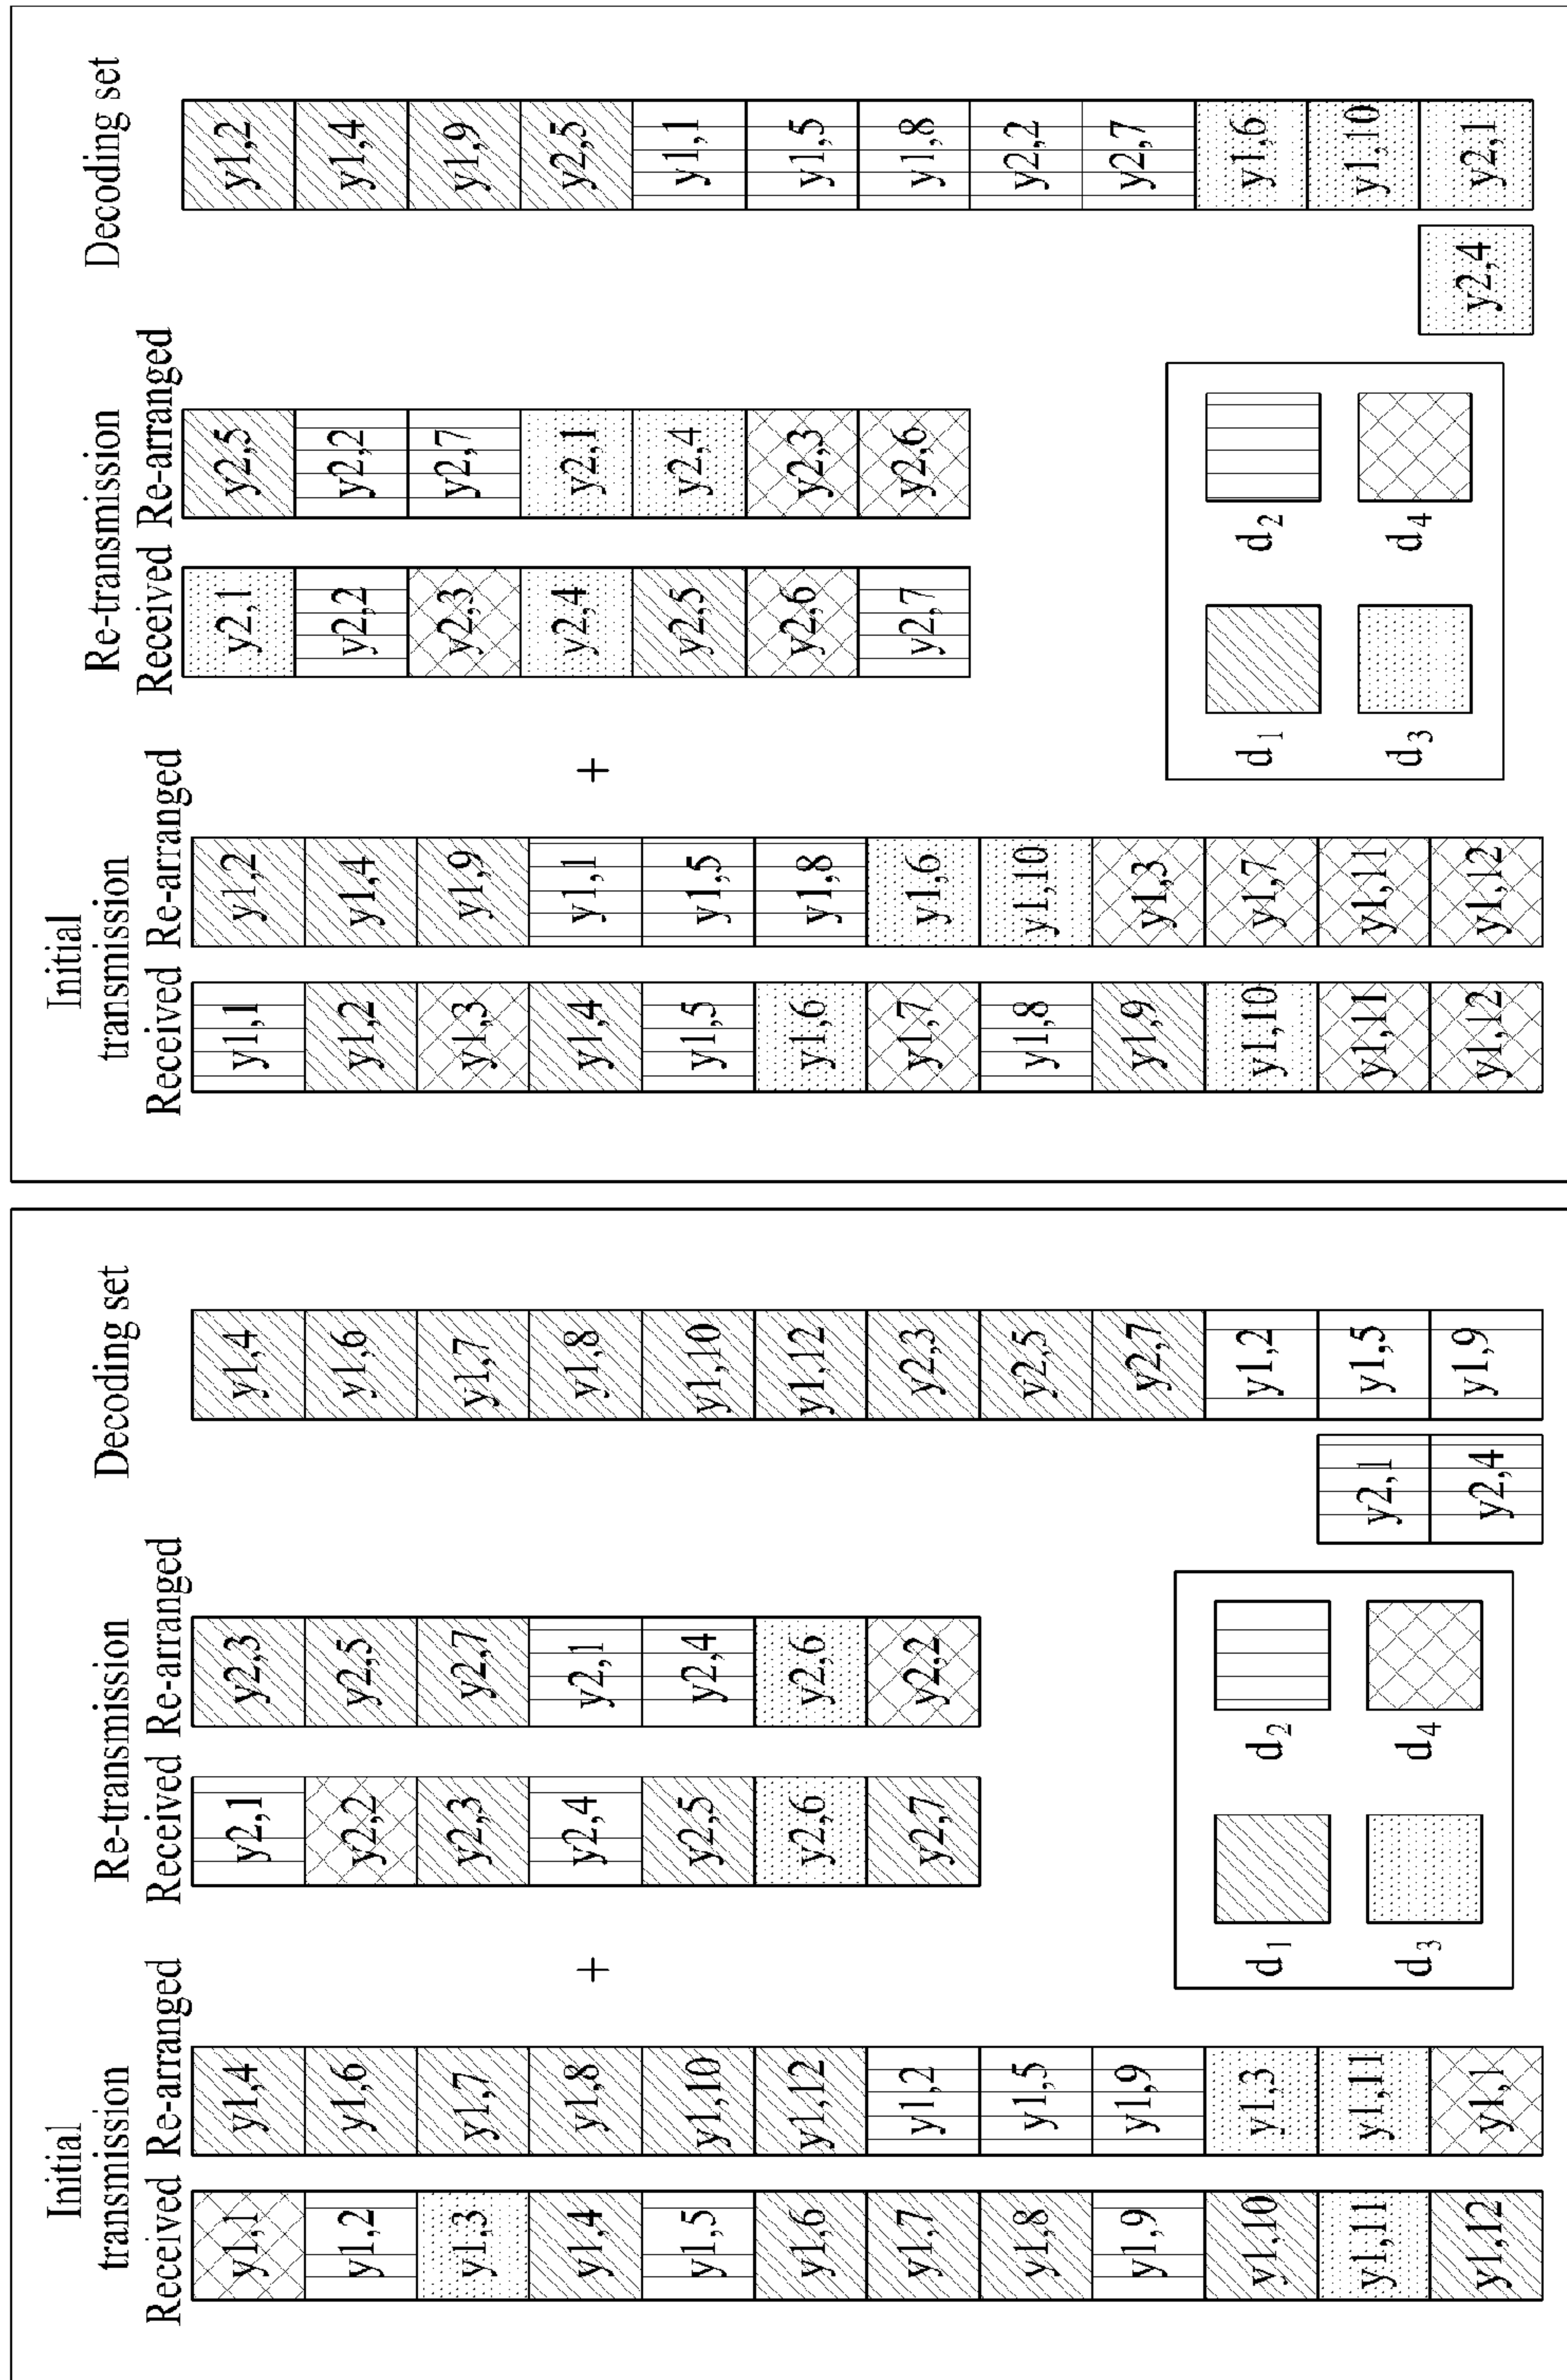 Initial
transmission
Received Re-arranged
y1,1
y1,2
y1,3
y1,4
y1,5
y1,6
y1,7
y1,8
y1,9
y1,10
y1,11
y1,12
y1,2
y1,4
y1,9
y1,1
y1,5
y1,8
y1,6
y1,10
y1,3
y1,7
y1,11
y1,12
+
Re-transmission
Received Re-arranged
y2,1
y2,2
y2,3
y2,4
y2,5
y2,6
y2,7
y2,5
y2,2
y2,7
y2,1
y2,4
y2,3
y2,6
d1
d2
d3
d4
Decoding set
y2,4
y1,2
y1,4
y1,9
y2,5
y1,1
y1,5
y1,8
y2,2
y2,7
y1,6
y1,10
y2,1
Initial
transmission
Received Re-arranged
y1,1
y1,2
y1,3
y1,4
y1,5
y1,6
y1,7
y1,8
y1,9
y1,10
y1,11
y1,12
y1,4
y1,6
y1,7
y1,8
y1,10
y1,12
y1,2
y1,5
y1,9
y1,3
y1,11
y1,1
+
Re-transmission
Received Re-arranged
y2,1
y2,2
y2,3
y2,4
y2,5
y2,6
y2,7
y2,3
y2,5
y2,7
y2,1
y2,4
y2,6
y2,2
d1
d2
d3
d4
Decoding set
y2,1
y2,4
y1,4
y1,6
y1,7
y1,8
y1,10
y1,12
y2,3
y2,5
y2,7
y1,2
y1,5
y1,9